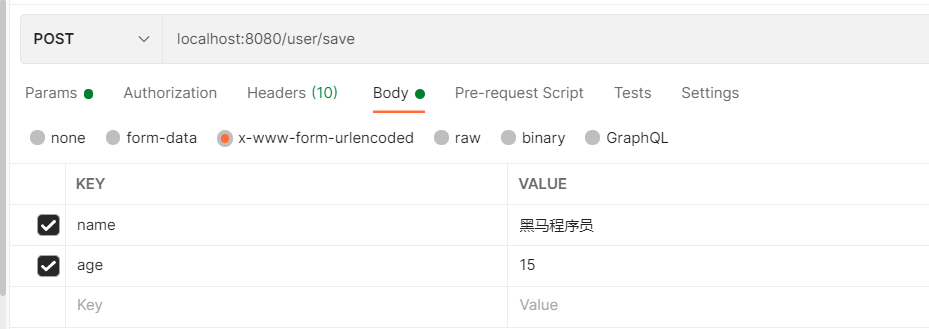 POST localhost:8080/user/save
Params Authorization Headers (10) Body Pre-request Script Tests Settings
none form-data x-www-form-urlencoded raw binary GraphQL
KEY VALUE
name 黑马程序员
age 15
Key Value